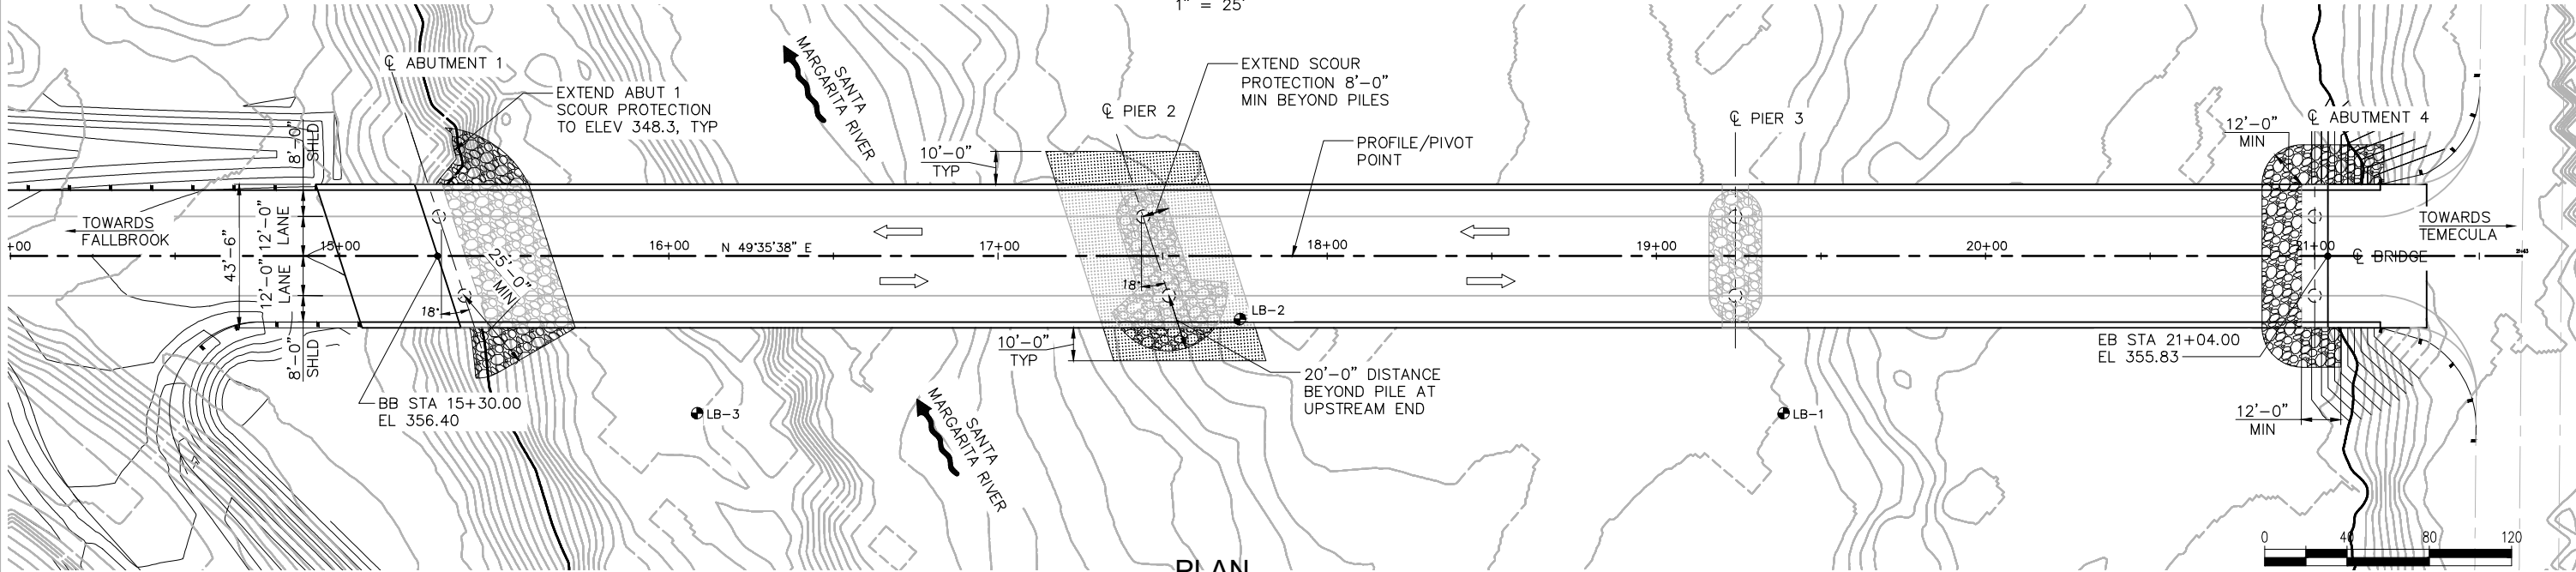 1" = 25'
℄ ABUTMENT 1
EXTEND ABUT 1
SCOUR PROTECTION
TO ELEV 348.3, TYP
SANTA
MARGARITA RIVER
EXTEND SCOUR
PROTECTION 8'-0"
MIN BEYOND PILES
℄ PIER 2
PROFILE/PIVOT
POINT
10'-0"
TYP
℄ PIER 3
12'-0"
MIN
℄ ABUTMENT 4
8'-0"
SHLD
12'-0"
LANE
43'-6"
12'-0"
LANE
8'-0"
SHLD
TOWARDS
FALLBROOK
+00
15+00
16+00
N 49°35'38" E
17+00
18+00
19+00
20+00
21+00
℄ BRIDGE
TOWARDS
TEMECULA
25'-0"
MIN
18°
18°
LB-2
10'-0"
TYP
20'-0" DISTANCE
BEYOND PILE AT
UPSTREAM END
BB STA 15+30.00
EL 356.40
LB-3
SANTA
MARGARITA RIVER
LB-1
EB STA 21+04.00
EL 355.83
12'-0"
MIN
0 40 80 120
PLAN